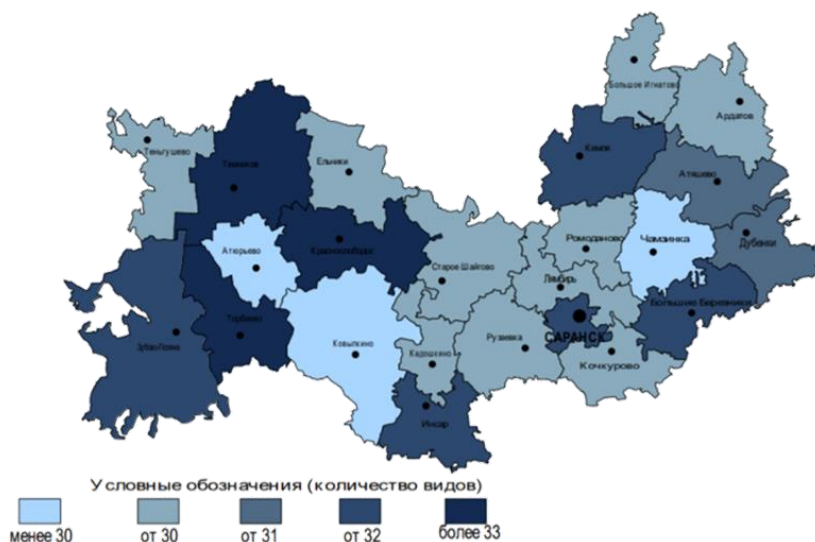 Большое Игнатово
Ардатов
Теньгушево
Темников
Ельники
Кемля
Атяшево
Атюрьево
Краснослободск
Ромоданово
Чамзинка
Дубенки
Старое Шайгово
Лямбирь
Большие Березники
Торбеево
Зубова-Поляна
Ковылкино
Рузаевка
САРАНСК
Кадошкино
Кочкурово
Инсар
Условные обозначения (количество видов)
менее 30
от 30
от 31
от 32
более 33